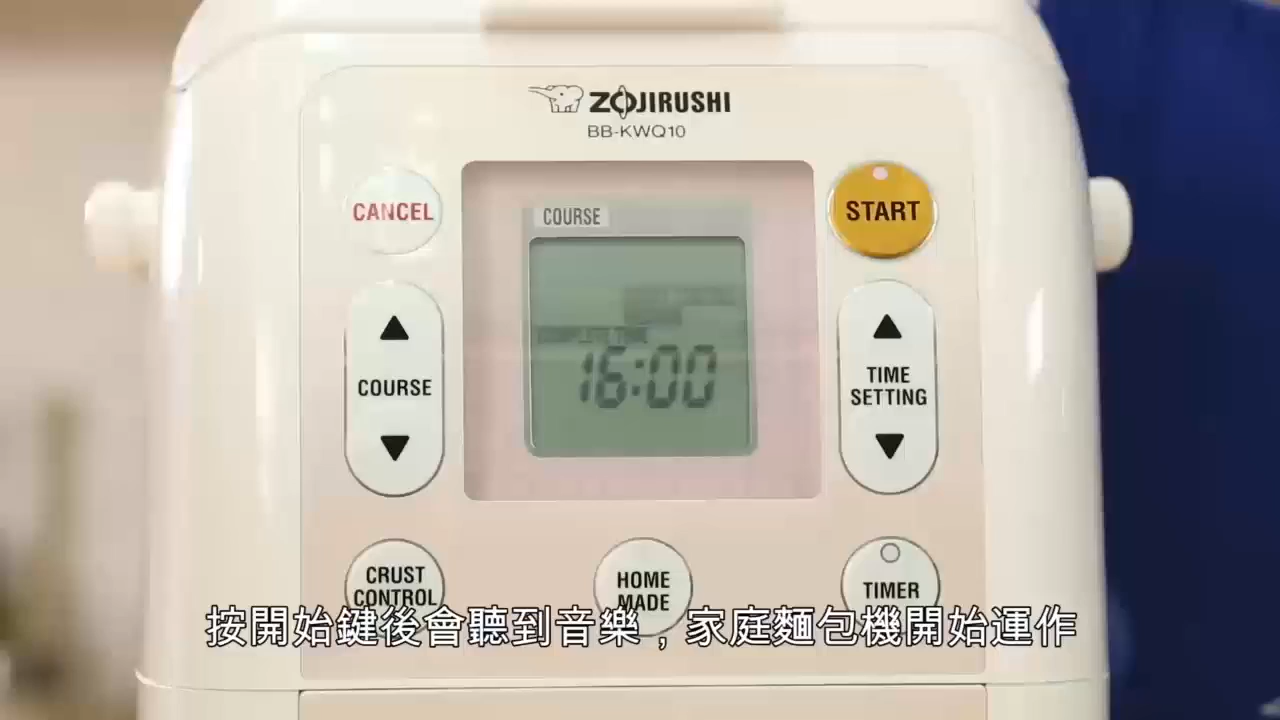 ZOJIRUSHI
BB-KWQ10
CANCEL
COURSE
START
COURSE
16:00
TIME
SETTING
CRUST
CONTROL
HOME
MADE
TIMER
按開始鍵後會聽到音樂，家庭麵包機開始運作